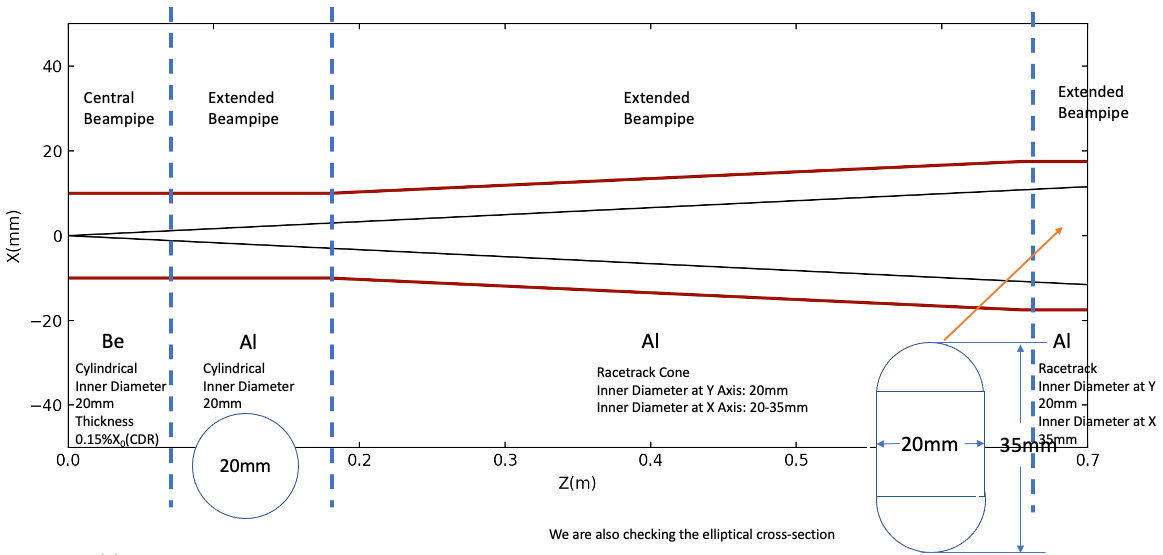 40
20
0
−20
−40
X(mm)
Central
Beampipe
Extended
Beampipe
Extended
Beampipe
Extended
Beampipe
Be
Cylindrical
Inner Diameter
20mm
Thickness
0.15%X₀(CDR)
Al
Cylindrical
Inner Diameter
20mm
20mm
Al
Racetrack Cone
Inner Diameter at Y Axis: 20mm
Inner Diameter at X Axis: 20-35mm
Al
Racetrack
Inner Diameter at Y
20mm
Inner Diameter at X
35mm
20mm
35mm
0.0
0.2
0.3
0.4
0.5
0.7
Z(m)
We are also checking the elliptical cross-section